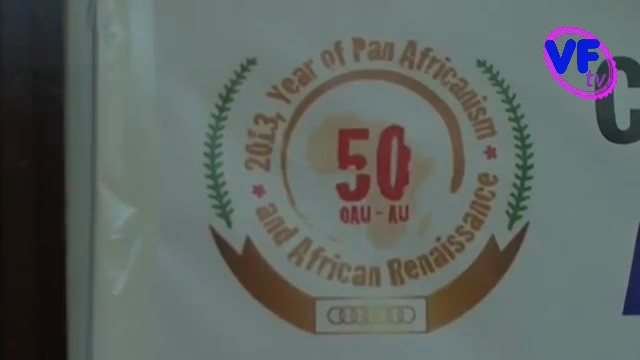 2013, Year of Pan Africanism
and African Renaissance
50
OAU - AU
VF
tv
C